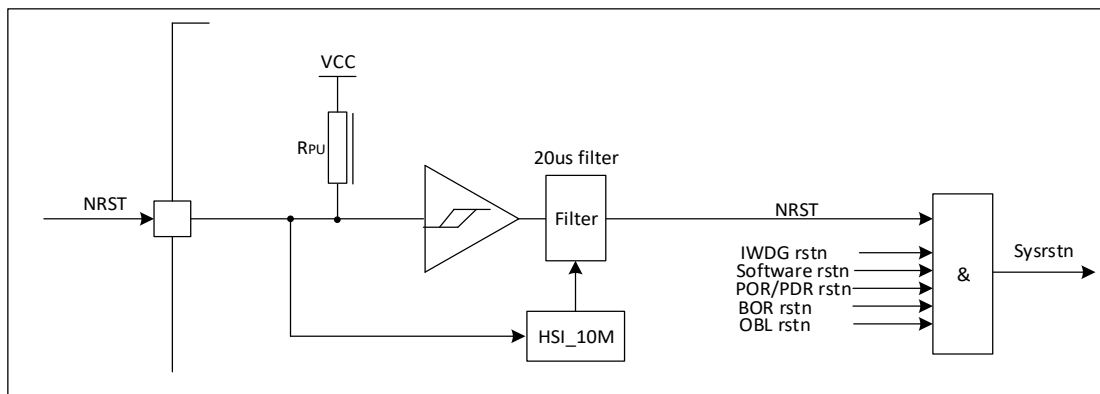 VCC
RPU
20us filter
NRST
Filter
NRST
IWDG rstn
Software rstn
POR/PDR rstn
BOR rstn
OBL rstn
&
Sysrstn
HSI_10M